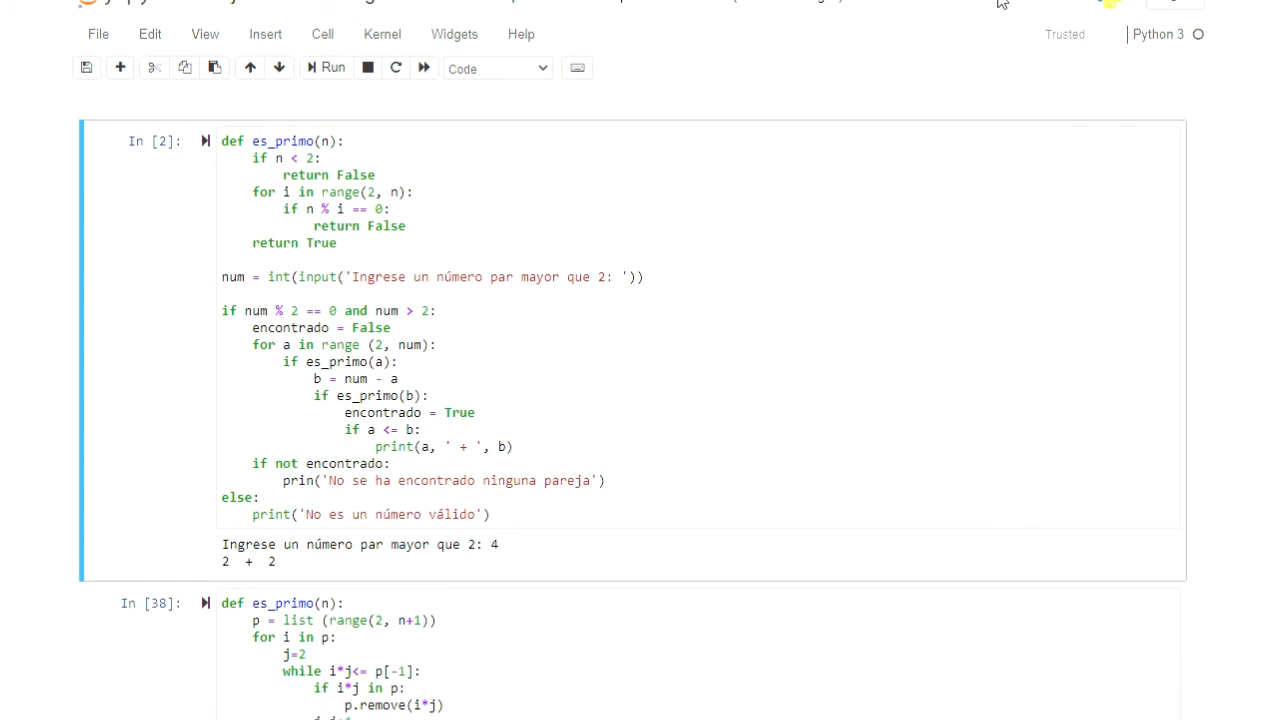 File Edit View Insert Cell Kernel Widgets Help Trusted Python 3
Run Code
In [2]:
def es_primo(n):
    if n < 2:
        return False
    for i in range(2, n):
        if n % i == 0:
            return False
    return True
num = int(input('Ingrese un número par mayor que 2: '))
if num % 2 == 0 and num > 2:
    encontrado = False
    for a in range (2, num):
        if es_primo(a):
            b = num - a
            if es_primo(b):
                encontrado = True
                if a <= b:
                    print(a, ' + ', b)
    if not encontrado:
        prin('No se ha encontrado ninguna pareja')
else:
    print('No es un número válido')
Ingrese un número par mayor que 2: 4
2  +  2
In [38]:
def es_primo(n):
    p = list (range(2, n+1))
    for i in p:
        j=2
        while i*j<= p[-1]:
            if i*j in p:
                p.remove(i*j)